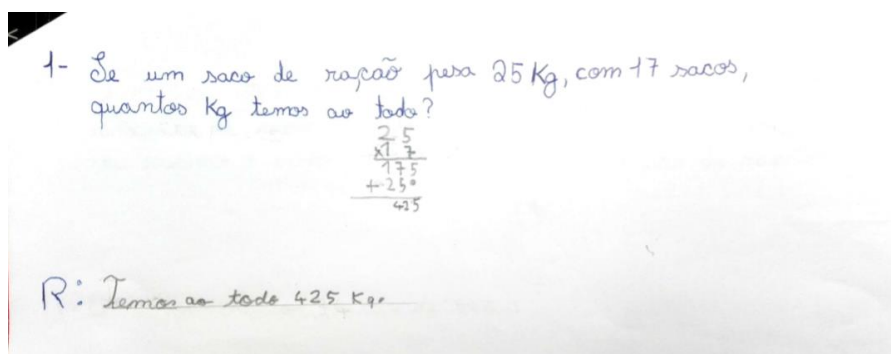 1- Se um saco de ração pesa 25 Kg, com 17 sacos,
quantos Kg temos ao todo?
25
x17
175
+25°
425
R: Temos ao todo 425 Kg.